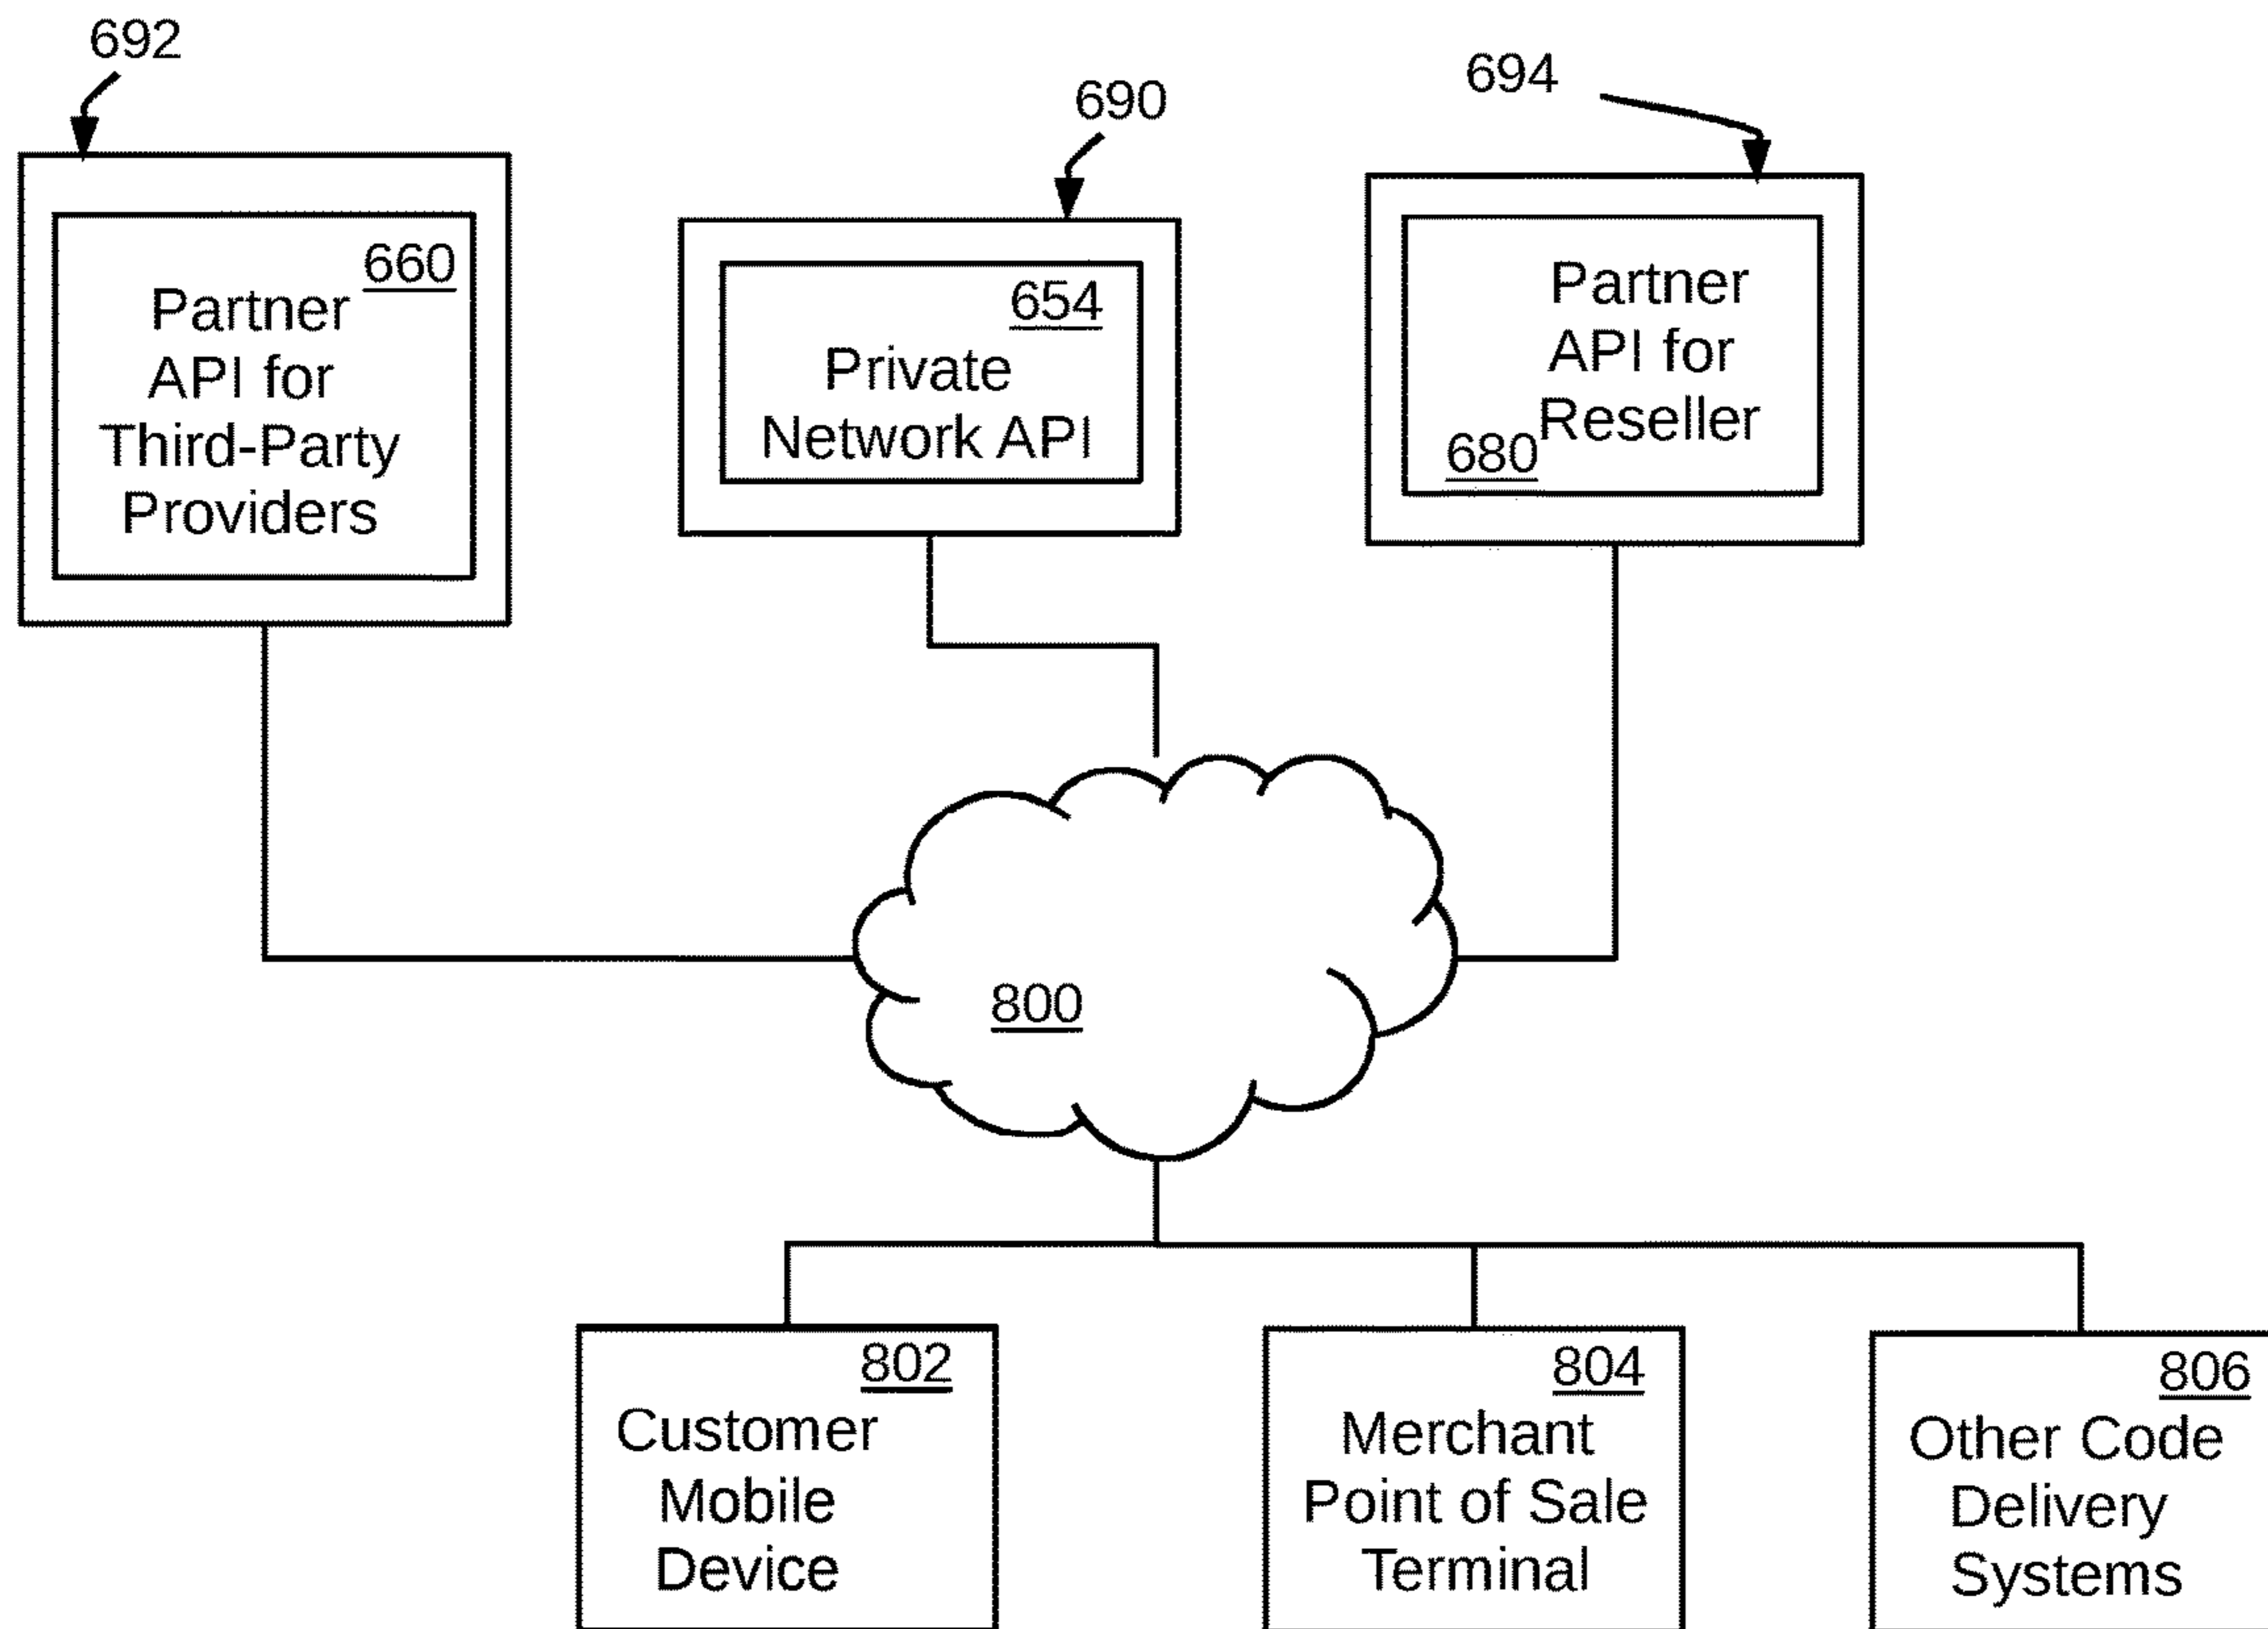 692
690
694
660
Partner
API for
Third-Party
Providers
654
Private
Network API
Partner
API for
Reseller
680
800
802
Customer
Mobile
Device
804
Merchant
Point of Sale
Terminal
806
Other Code
Delivery
Systems